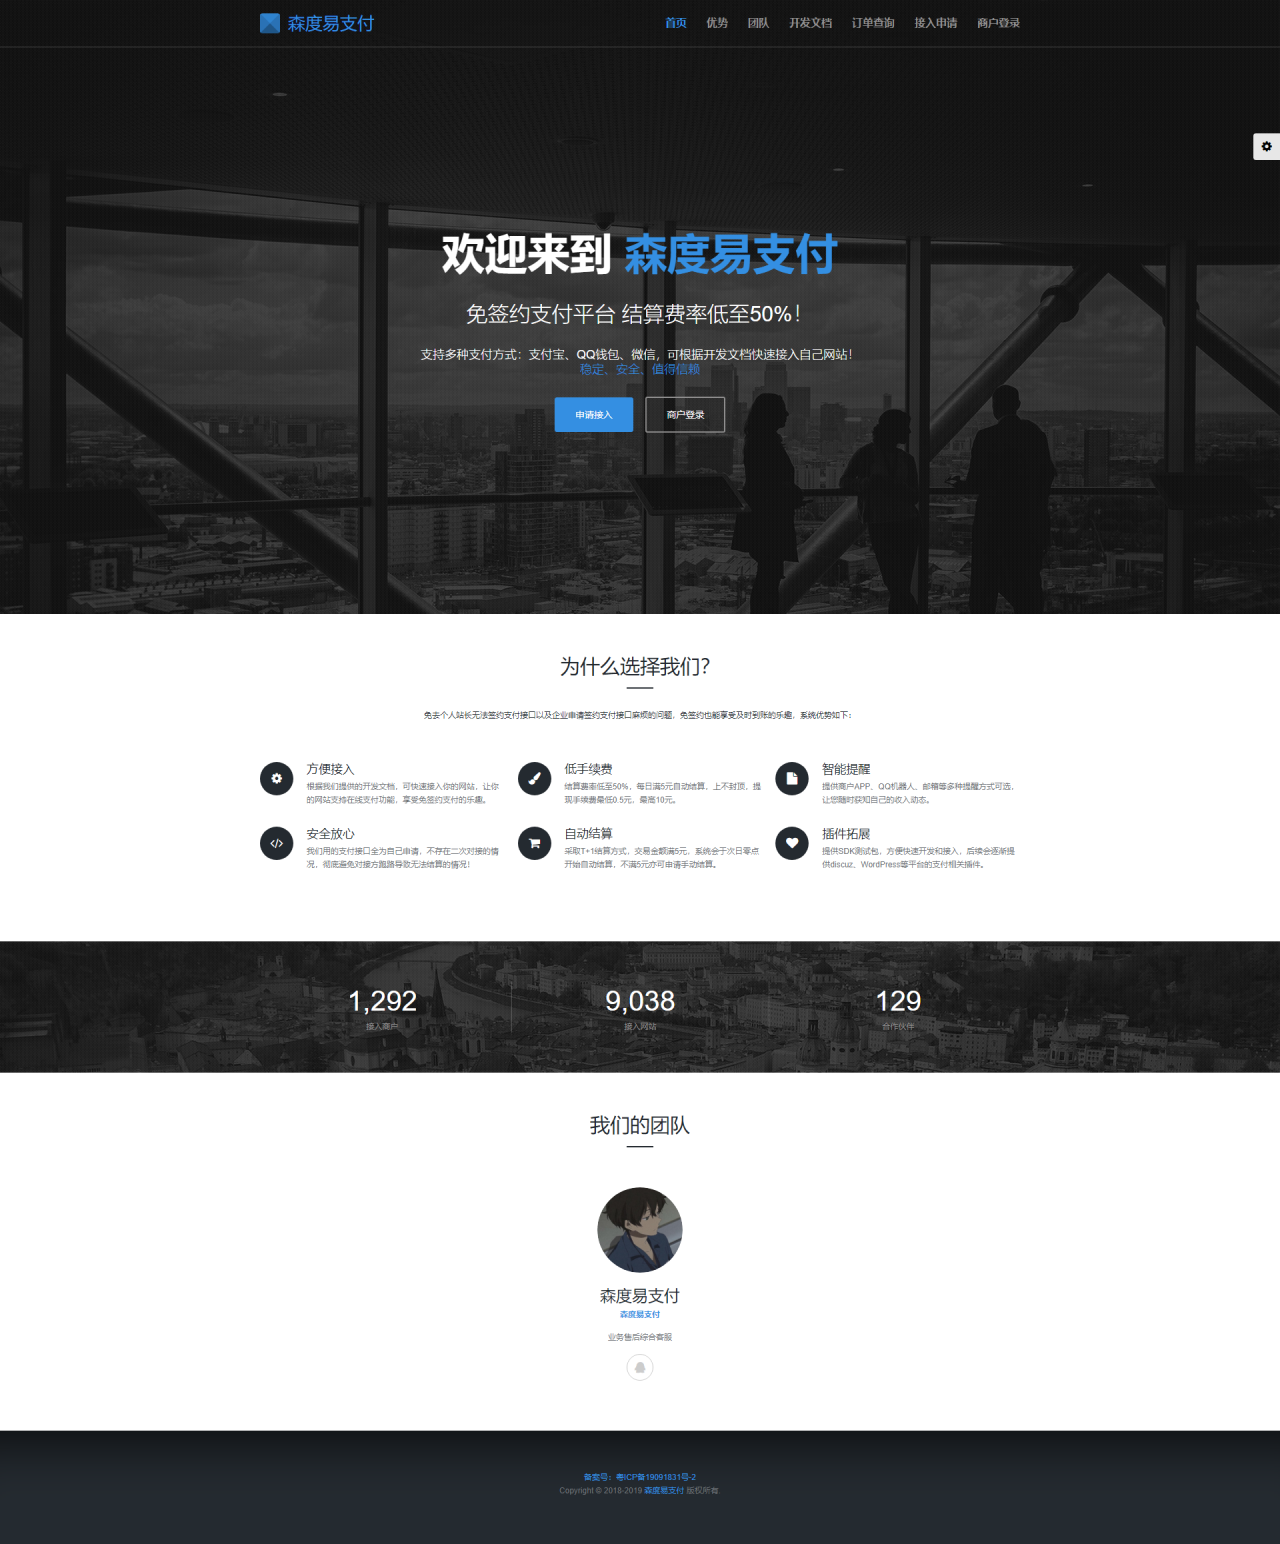 森度易支付
首页 优势 团队 开发文档 订单查询 接入申请 商户登录
欢迎来到 森度易支付
免签约支付平台 结算费率低至50%！
支持多种支付方式：支付宝、QQ钱包、微信，可根据开发文档快速接入自己网站！
稳定、安全、值得信赖
申请接入 商户登录
为什么选择我们？
免去个人站长无法签约支付接口以及企业申请签约支付接口麻烦的问题，免签约也能享受及时到账的乐趣，系统优势如下：
方便接入
根据我们提供的开发文档，可快速接入你的网站，让你
的网站支持在线支付功能，享受免签约支付的乐趣。
低手续费
结算费率低至50%，每日满5元自动结算，上不封顶，提
现手续费最低0.5元，最高10元。
智能提醒
提供商户APP、QQ机器人、邮箱等多种提醒方式可选，
让您随时获知自己的收入动态。
安全放心
我们用的支付接口全为自己申请，不存在二次对接的情
况，彻底避免对接方跑路导致无法结算的情况！
自动结算
采取T+1结算方式，交易金额满5元，系统会于次日零点
开始自动结算，不满5元亦可申请手动结算。
插件拓展
提供SDK测试包，方便快速开发和接入，后续会逐渐提
供discuz、WordPress等平台的支付相关插件。
1,292
接入商户
9,038
接入网站
129
合作伙伴
我们的团队
森度易支付
森度易支付
业务售后综合客服
备案号：粤ICP备19091831号-2
Copyright © 2018-2019 森度易支付 版权所有.